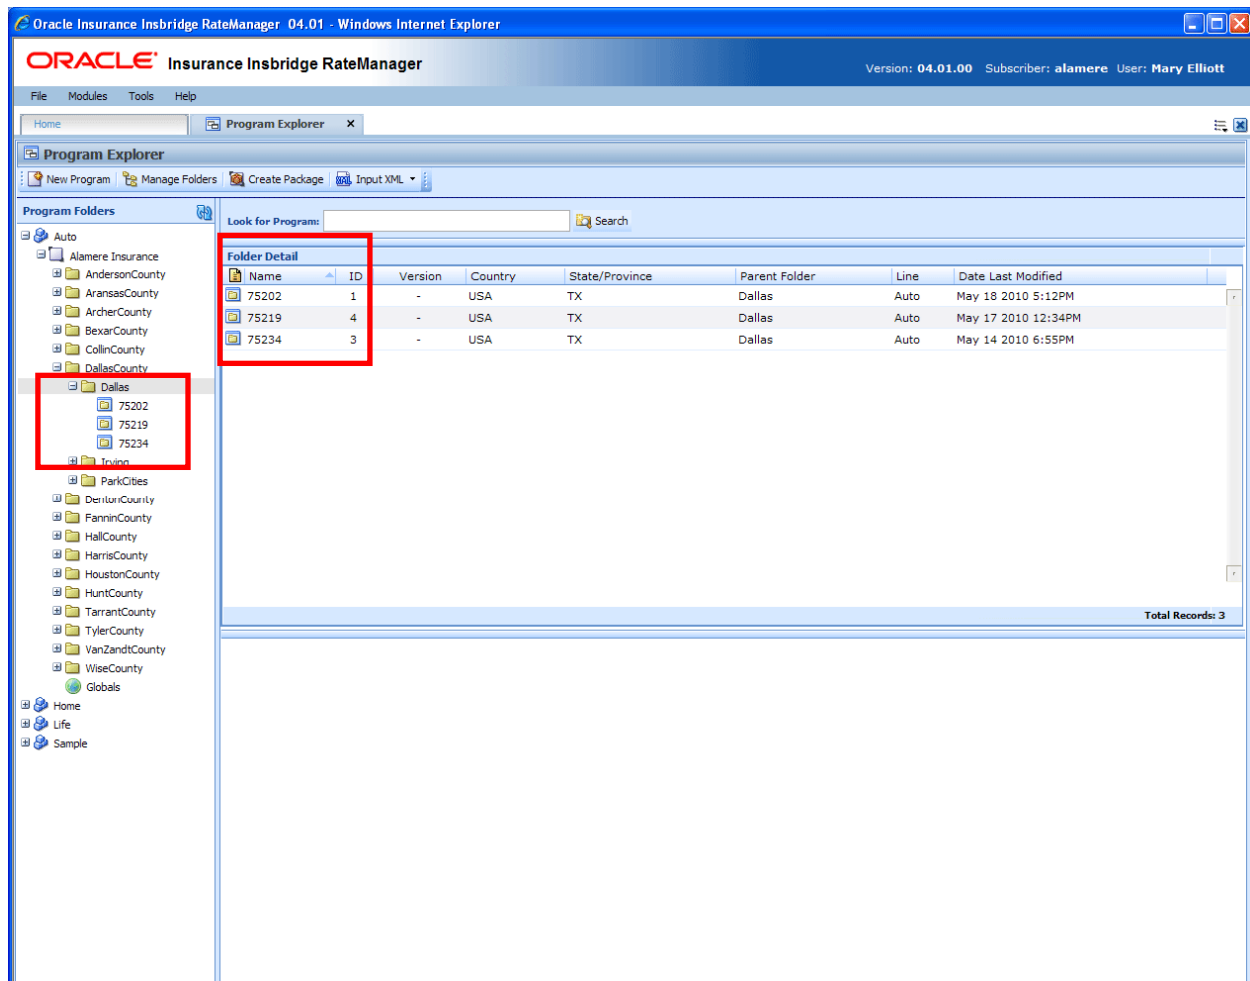 Oracle Insurance Insbridge RateManager 04.01 - Windows Internet Explorer
ORACLE Insurance Insbridge RateManager
Version: 04.01.00 Subscriber: alamere User: Mary Elliott
File Modules Tools Help
Home Program Explorer x
Program Explorer
New Program Manage Folders Create Package XML Input XML
Program Folders
Auto
Alamere Insurance
AndersonCounty
AransasCounty
ArcherCounty
BexarCounty
CollinCounty
DallasCounty
Dallas
75202
75219
75234
Irving
ParkCities
DentonCounty
FanninCounty
HallCounty
HarrisCounty
HoustonCounty
HuntCounty
TarrantCounty
TylerCounty
VanZandtCounty
WiseCounty
Globals
Home
Life
Sample
Look for Program: Search
Folder Detail
Name ID Version Country State/Province Parent Folder Line Date Last Modified
75202 1 - USA TX Dallas Auto May 18 2010 5:12PM
75219 4 - USA TX Dallas Auto May 17 2010 12:34PM
75234 3 - USA TX Dallas Auto May 14 2010 6:55PM
Total Records: 3